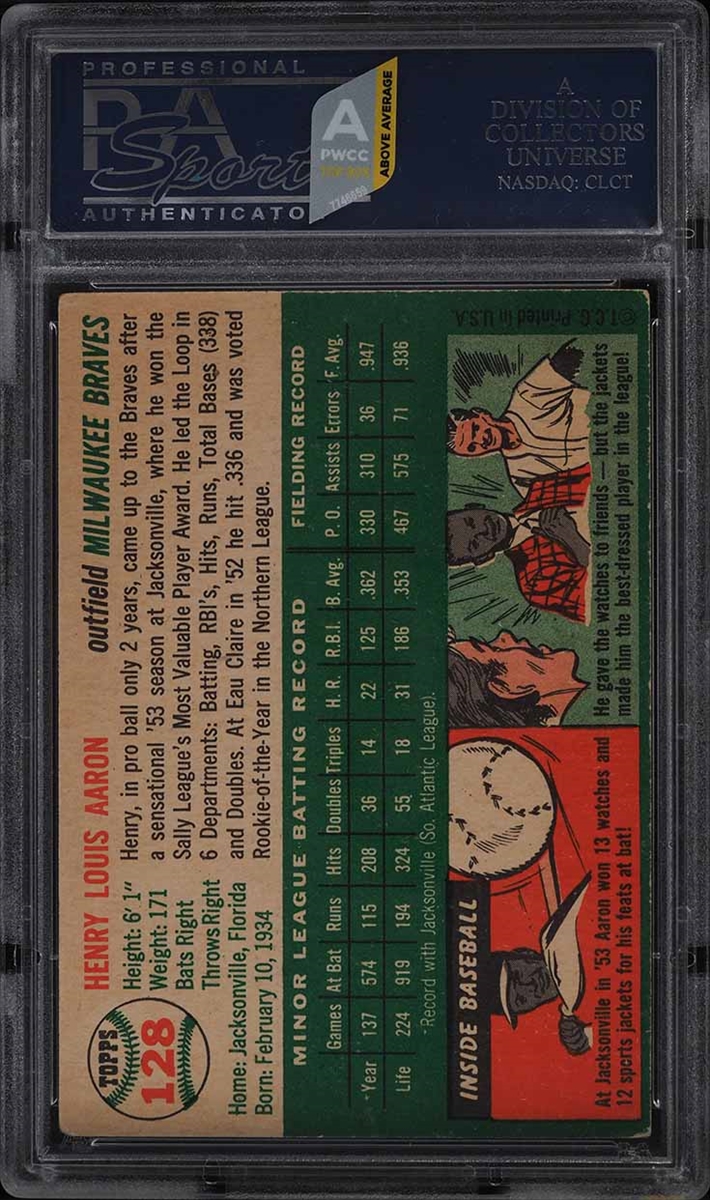 PROFESSIONAL
PSA
Sport
AUTHENTICATO
A
PWCC
ABOVE AVERAGE
7746690
A
DIVISION OF
COLLECTORS
UNIVERSE
NASDAQ: CLCT
TOPPS
128
HENRY LOUIS AARON
outfield MILWAUKEE BRAVES
Height: 6' 1"
Weight: 171
Bats Right
Throws Right
Home: Jacksonville, Florida
Born: February 10, 1934
Henry, in pro ball only 2 years, came up to the Braves after
a sensational '53 season at Jacksonville, where he won the
Sally League's Most Valuable Player Award. He led the Loop in
6 Departments: Batting, RBI's, Hits, Runs, Total Bases (338)
and Doubles. At Eau Claire in '52 he hit .336 and was voted
Rookie-of-the-Year in the Northern League.
MINOR LEAGUE BATTING RECORD FIELDING RECORD
Games At Bat Runs Hits Doubles Triples H. R. R.B.I. B. Avg. P. O. Assists Errors F. Avg.
*Year 137 574 115 208 36 14 22 125 .362 330 310 36 .947
Life 224 919 194 324 55 18 31 186 .353 467 575 71 .936
*Record with Jacksonville (So. Atlantic League).
©T.C.G. Printed in U.S.A.
INSIDE BASEBALL
At Jacksonville in '53 Aaron won 13 watches and
12 sports jackets for his feats at bat!
He gave the watches to friends — but the jackets
made him the best-dressed player in the league!